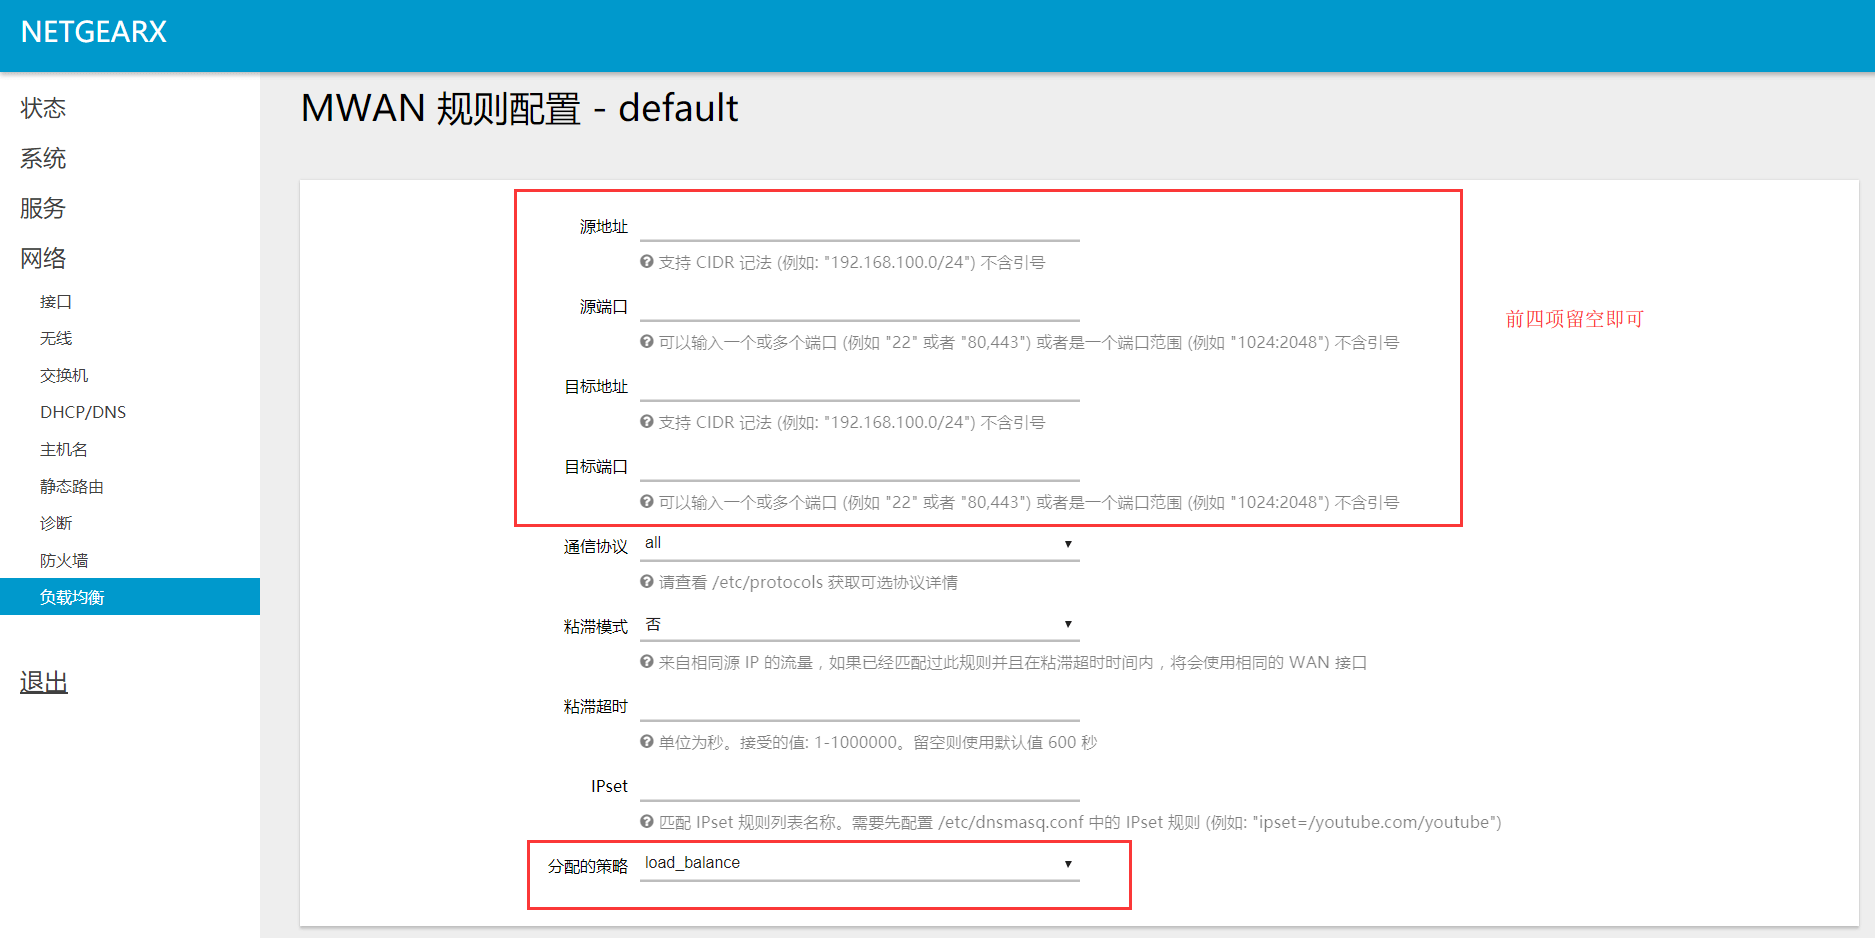 NETGEARX
状态
系统
服务
网络
接口
无线
交换机
DHCP/DNS
主机名
静态路由
诊断
防火墙
负载均衡
退出
MWAN 规则配置 - default
源地址
支持 CIDR 记法 (例如: "192.168.100.0/24") 不含引号
源端口
可以输入一个或多个端口 (例如 "22" 或者 "80,443") 或者是一个端口范围 (例如 "1024:2048") 不含引号
目标地址
支持 CIDR 记法 (例如: "192.168.100.0/24") 不含引号
目标端口
可以输入一个或多个端口 (例如 "22" 或者 "80,443") 或者是一个端口范围 (例如 "1024:2048") 不含引号
前四项留空即可
通信协议 all
请查看 /etc/protocols 获取可选协议详情
粘滞模式 否
来自相同源 IP 的流量，如果已经匹配过此规则并且在粘滞超时时间内，将会使用相同的 WAN 接口
粘滞超时
单位为秒。接受的值: 1-1000000。留空则使用默认值 600 秒
IPset
匹配 IPset 规则列表名称。需要先配置 /etc/dnsmasq.conf 中的 IPset 规则 (例如: "ipset=/youtube.com/youtube")
分配的策略 load_balance